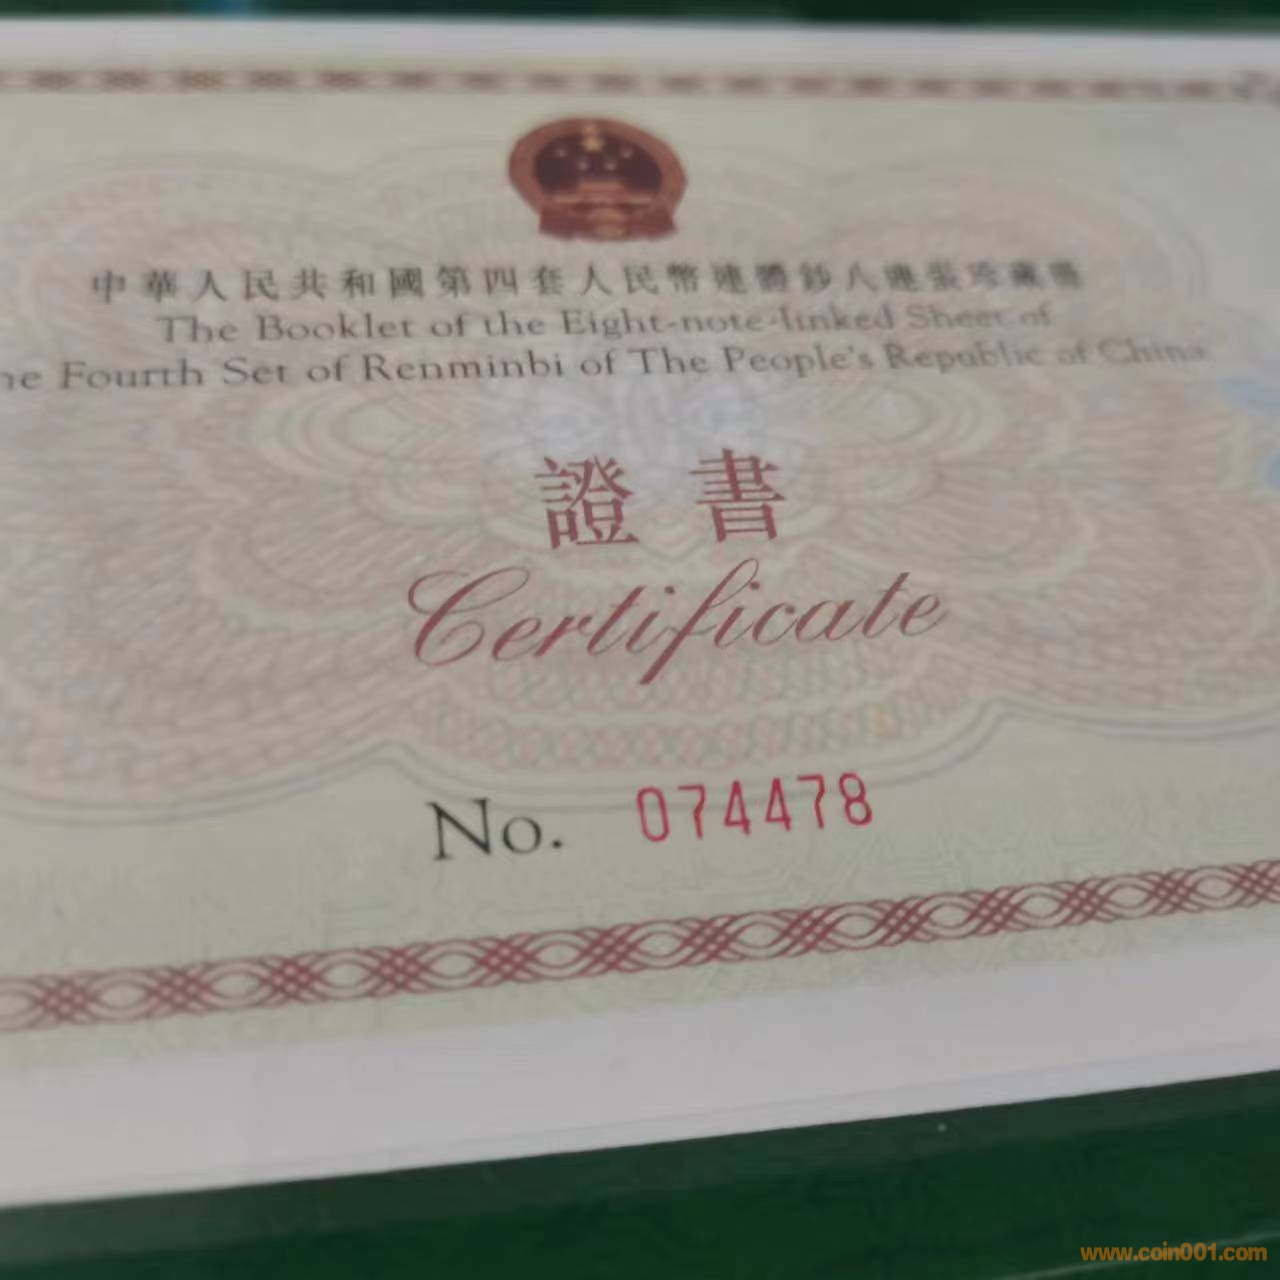 中華人民共和國第四套人民幣連體鈔八連張珍藏冊
The Booklet of the Eight-note-linked Sheet of
he Fourth Set of Renminbi of The People's Republic of China
證書
Certificate
No. 074478
www.coin001.com